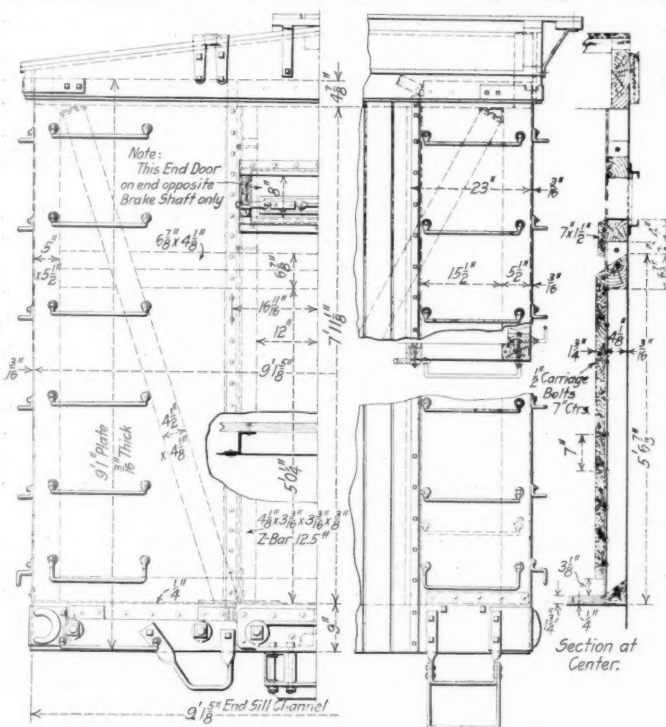 4 7/8"
Note:
This End Door
on end opposite
Brake Shaft only
8"
5"
x5 1/2"
6 7/8" x 4 1/8"
6 7/8"
16 11/16"
12"
7' 11 1/8"
3/16"
9' 1 5/8"
9' 1" Plate
3/16" Thick
4 1/2"
x 4 1/8"
5' 0 1/4"
4 1/8" x 3 3/16" x 3 3/16" x 3/8"
Z-Bar 12.5#
1/4"
9"
9' 1 5/8" End Sill Channel
23"
3/16"
15 1/2"
5 1/2"
3/16"
7" x 1 1/2"
1 3/4"
4 1/8"
3/16"
1/2" Carriage
Bolts
7" Ctrs.
7"
3 1/8"
1/4"
1 3/4"
Section at
Center.